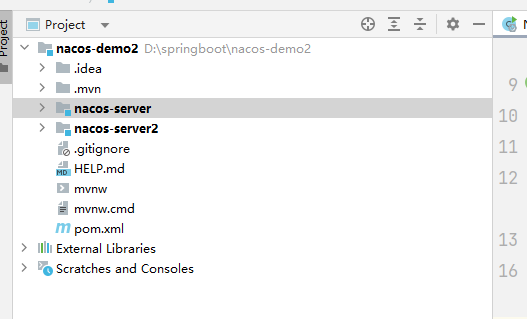 Project
Project
nacos-demo2 D:\springboot\nacos-demo2
.idea
.mvn
nacos-server
nacos-server2
.gitignore
MD HELP.md
mvnw
mvnw.cmd
m pom.xml
External Libraries
Scratches and Consoles
9
10
11
12
13
16